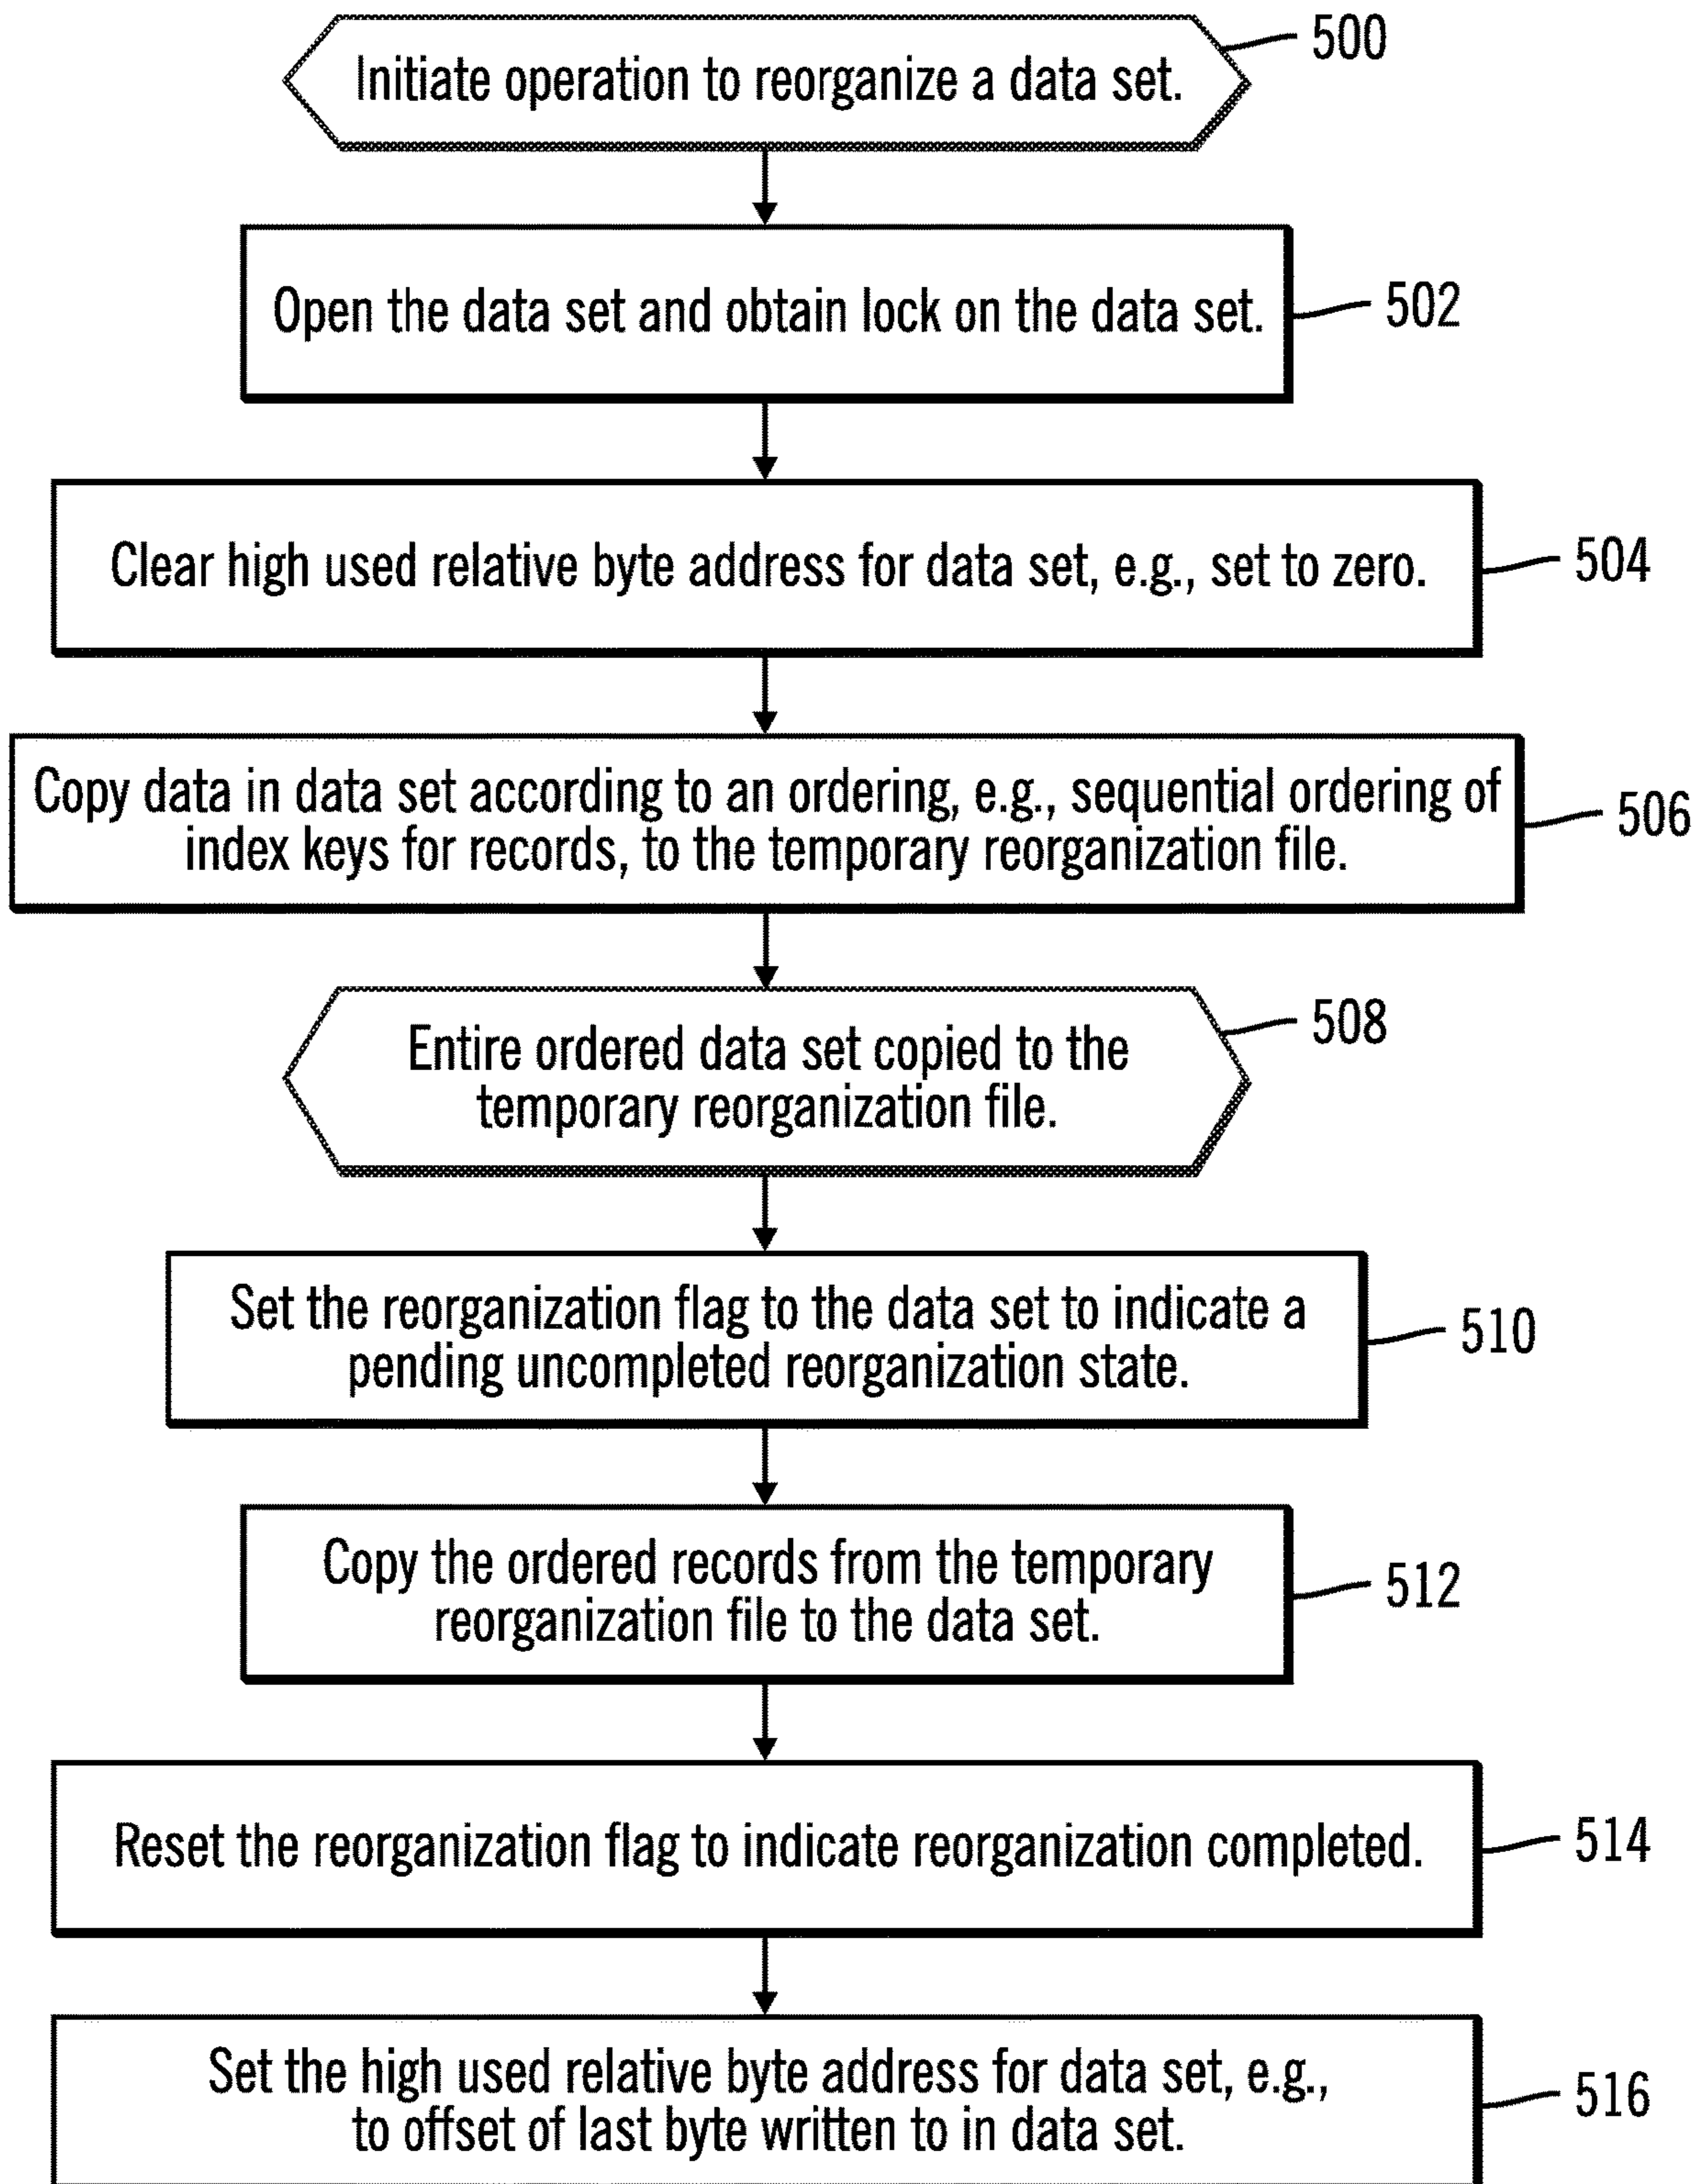 500
Initiate operation to reorganize a data set.
Open the data set and obtain lock on the data set.
502
Clear high used relative byte address for data set, e.g., set to zero.
504
Copy data in data set according to an ordering, e.g., sequential ordering of
index keys for records, to the temporary reorganization file.
506
508
Entire ordered data set copied to the
temporary reorganization file.
Set the reorganization flag to the data set to indicate a
pending uncompleted reorganization state.
510
Copy the ordered records from the temporary
reorganization file to the data set.
512
Reset the reorganization flag to indicate reorganization completed.
514
Set the high used relative byte address for data set, e.g.,
to offset of last byte written to in data set.
516